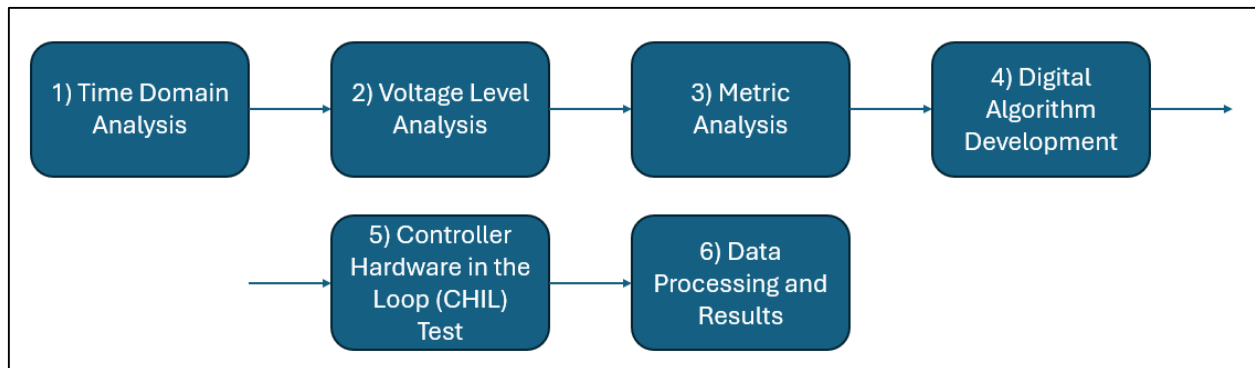 1) Time Domain
Analysis
2) Voltage Level
Analysis
3) Metric
Analysis
4) Digital
Algorithm
Development
5) Controller
Hardware in the
Loop (CHIL)
Test
6) Data
Processing and
Results